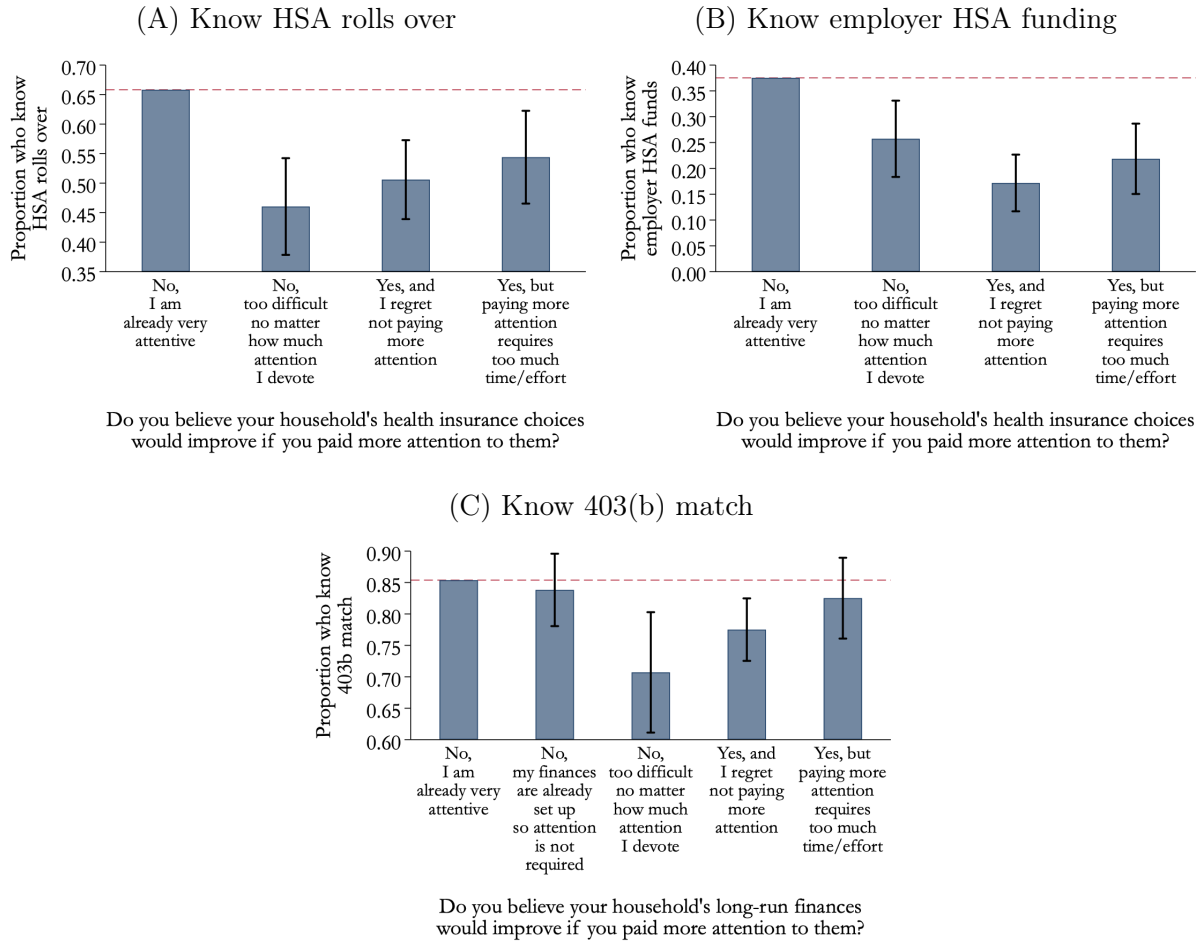 (A) Know HSA rolls over
Proportion who know
HSA rolls over
0.70
0.65
0.60
0.55
0.50
0.45
0.40
0.35
No,
I am
already very
attentive
No,
too difficult
no matter
how much
attention
I devote
Yes, and
I regret
not paying
more
attention
Yes, but
paying more
attention
requires
too much
time/effort
Do you believe your household's health insurance choices
would improve if you paid more attention to them?
(B) Know employer HSA funding
Proportion who know
employer HSA funds
0.40
0.35
0.30
0.25
0.20
0.15
0.10
0.05
0.00
No,
I am
already very
attentive
No,
too difficult
no matter
how much
attention
I devote
Yes, and
I regret
not paying
more
attention
Yes, but
paying more
attention
requires
too much
time/effort
Do you believe your household's health insurance choices
would improve if you paid more attention to them?
(C) Know 403(b) match
Proportion who know
403b match
0.90
0.85
0.80
0.75
0.70
0.65
0.60
No,
I am
already very
attentive
No,
my finances
are already
set up
so attention
is not
required
No,
too difficult
no matter
how much
attention
I devote
Yes, and
I regret
not paying
more
attention
Yes, but
paying more
attention
requires
too much
time/effort
Do you believe your household's long-run finances
would improve if you paid more attention to them?